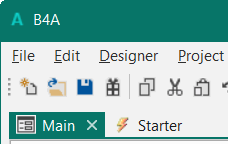 B4A
File Edit Designer Project
Main Starter